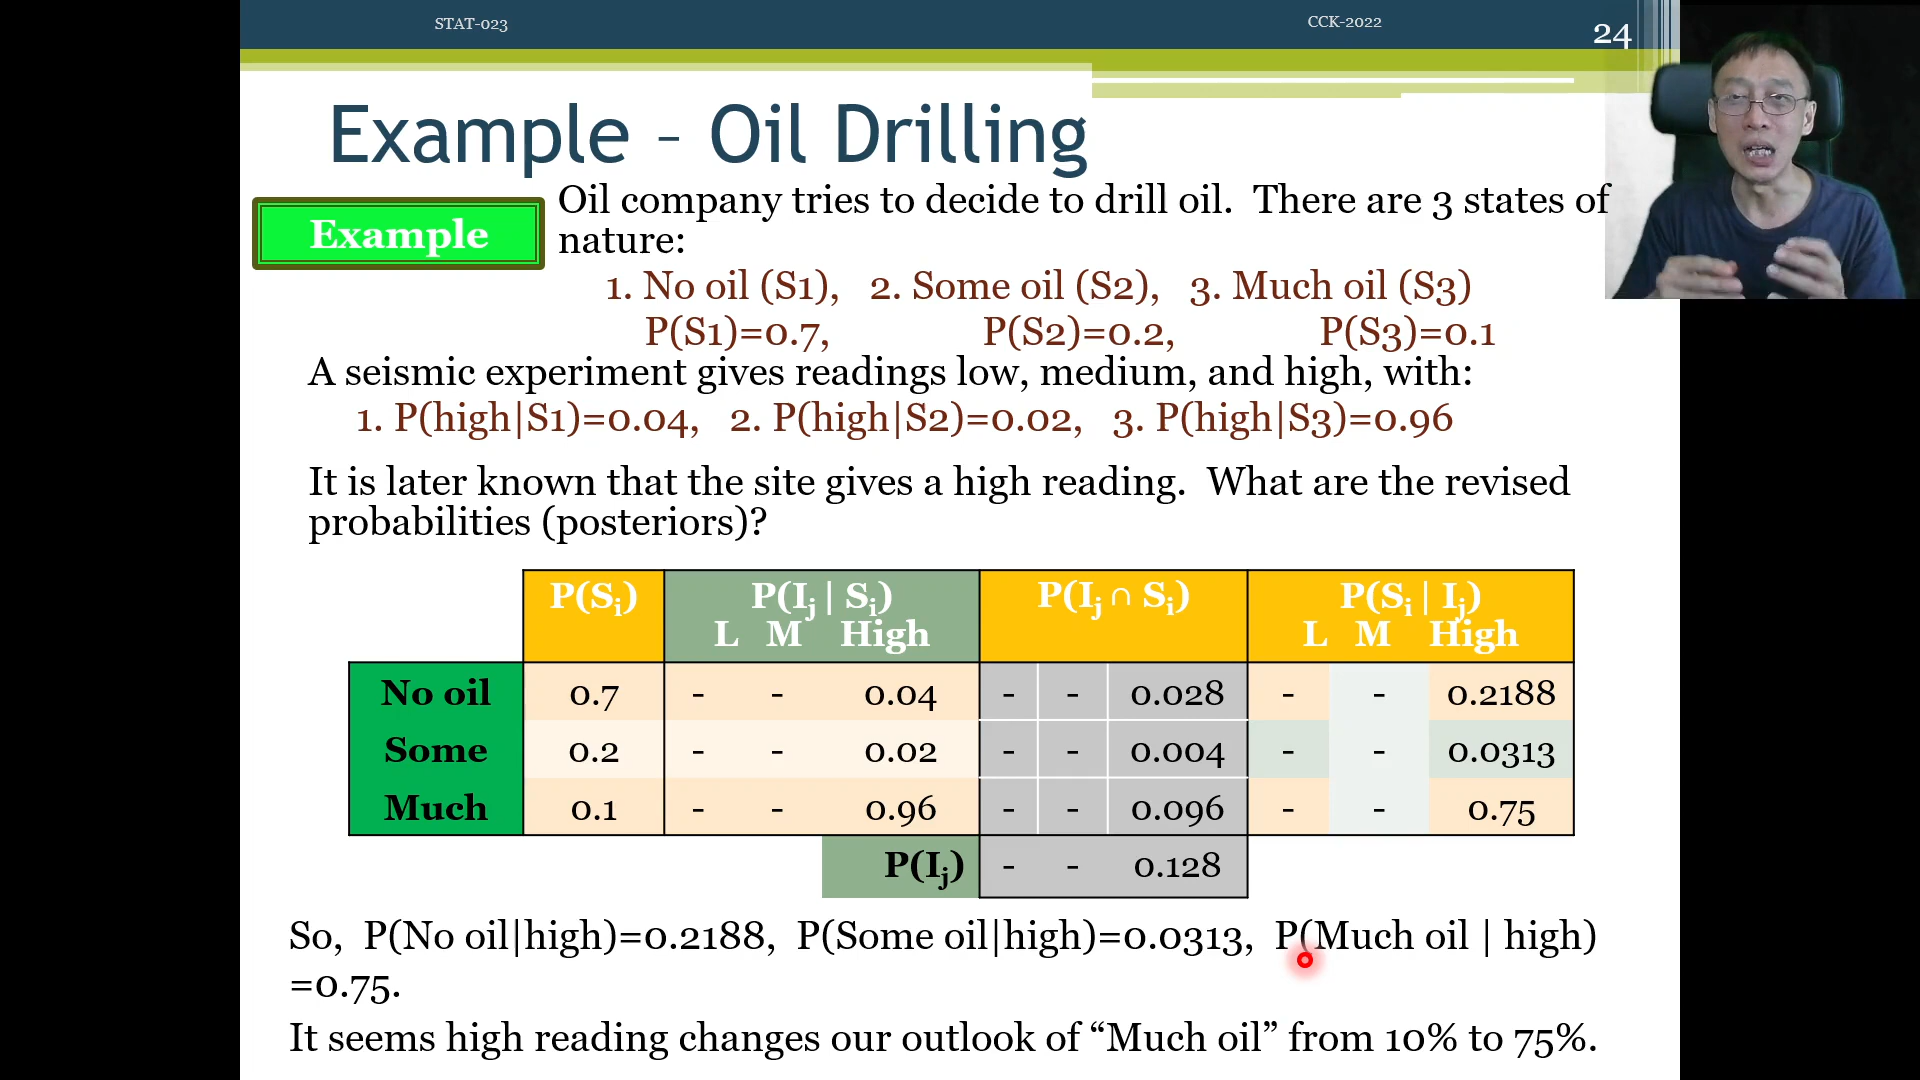 STAT-023
CCK-2022
24
Example – Oil Drilling
Example
Oil company tries to decide to drill oil. There are 3 states of
nature:
1. No oil (S1), 2. Some oil (S2), 3. Much oil (S3)
P(S1)=0.7, P(S2)=0.2, P(S3)=0.1
A seismic experiment gives readings low, medium, and high, with:
1. P(high|S1)=0.04, 2. P(high|S2)=0.02, 3. P(high|S3)=0.96
It is later known that the site gives a high reading. What are the revised
probabilities (posteriors)?
P(Si) P(Ij | Si) P(Ij ∩ Si) P(Si | Ij)
L M High L M High
No oil 0.7 - - 0.04 - - 0.028 - - 0.2188
Some 0.2 - - 0.02 - - 0.004 - - 0.0313
Much 0.1 - - 0.96 - - 0.096 - - 0.75
P(Ij) - - 0.128
So, P(No oil|high)=0.2188, P(Some oil|high)=0.0313, P(Much oil | high)
=0.75.
It seems high reading changes our outlook of “Much oil” from 10% to 75%.